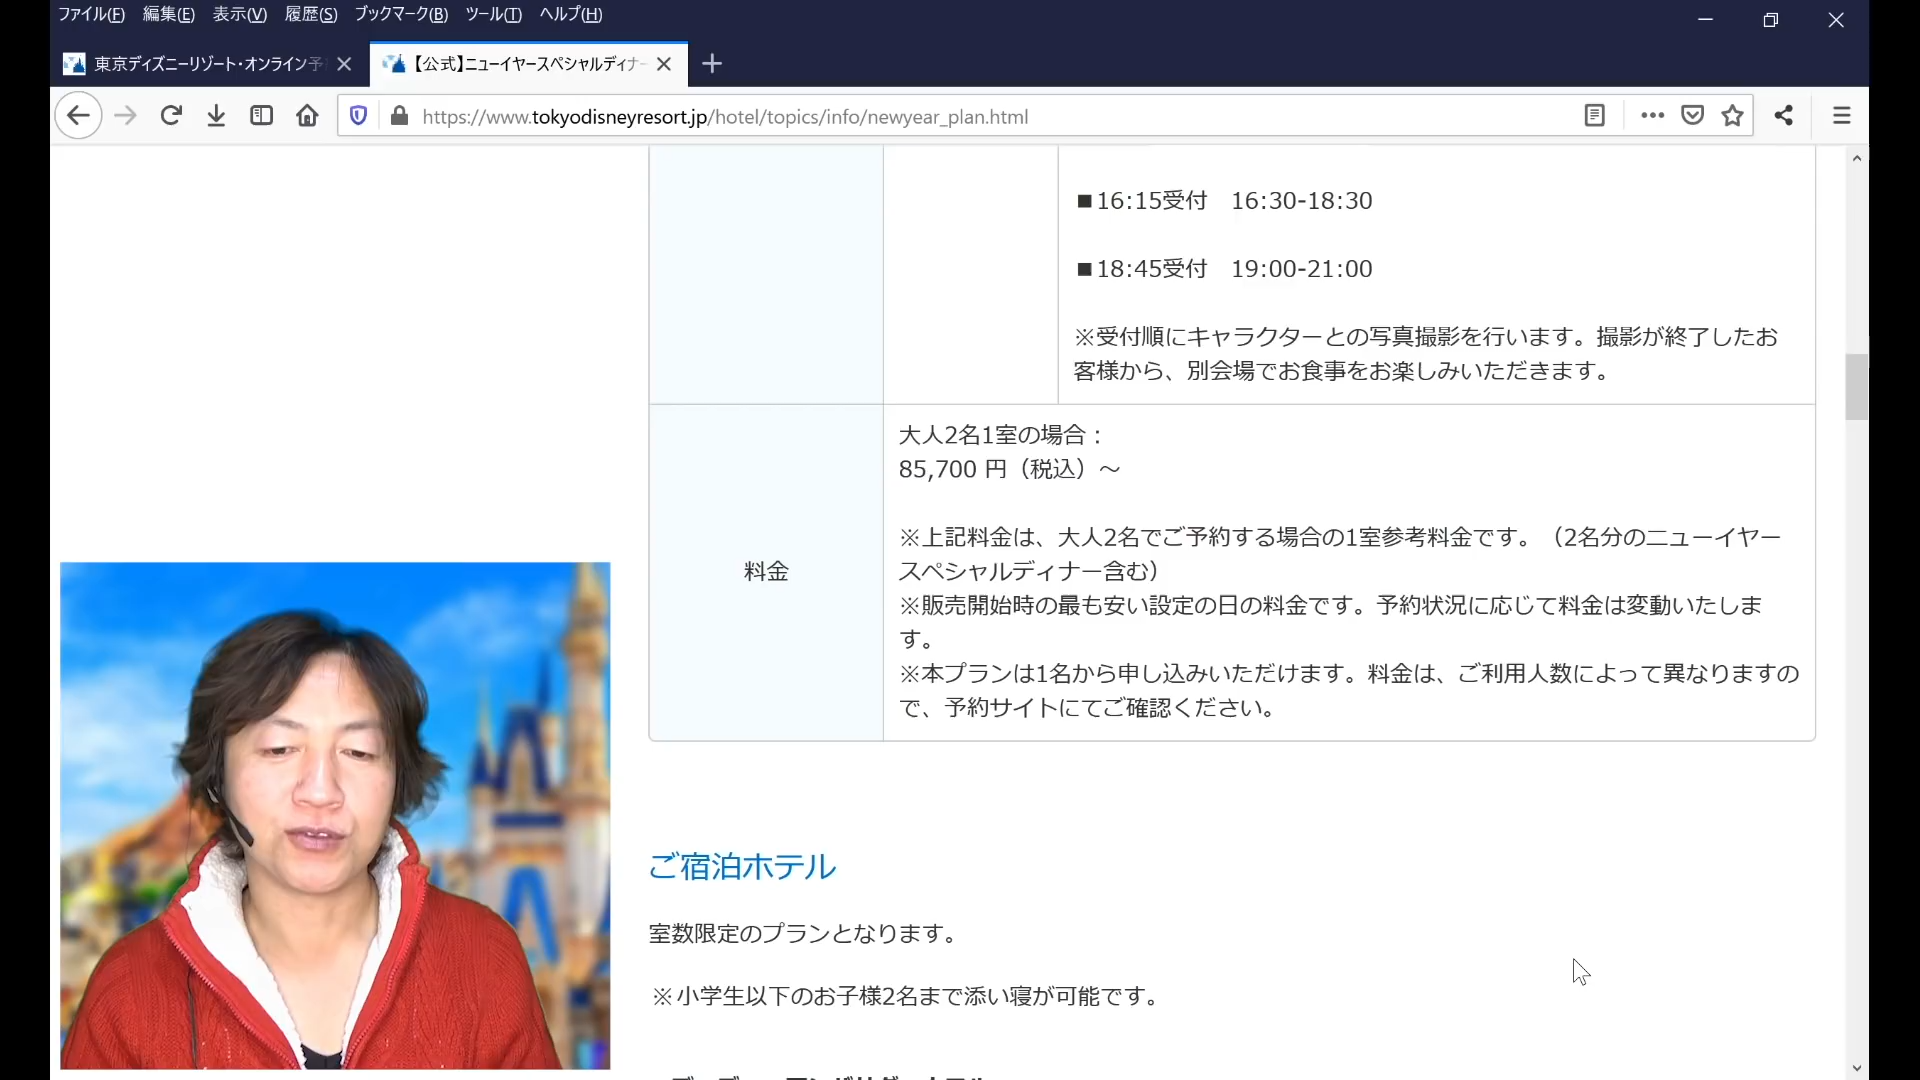 ファイル(F) 編集(E) 表示(V) 履歴(S) ブックマーク(B) ツール(T) ヘルプ(H)
東京ディズニーリゾート・オンライン予
【公式】ニューイヤースペシャルディナー
https://www.tokyodisneyresort.jp/hotel/topics/info/newyear_plan.html
■16:15受付 16:30-18:30
■18:45受付 19:00-21:00
※受付順にキャラクターとの写真撮影を行います。撮影が終了したお
客様から、別会場でお食事をお楽しみいただきます。
料金
大人2名1室の場合：
85,700 円（税込）～
※上記料金は、大人2名でご予約する場合の1室参考料金です。（2名分のニューイヤー
スペシャルディナー含む）
※販売開始時の最も安い設定の日の料金です。予約状況に応じて料金は変動いたしま
す。
※本プランは1名から申し込みいただけます。料金は、ご利用人数によって異なりますの
で、予約サイトにてご確認ください。
ご宿泊ホテル
室数限定のプランとなります。
※小学生以下のお子様2名まで添い寝が可能です。